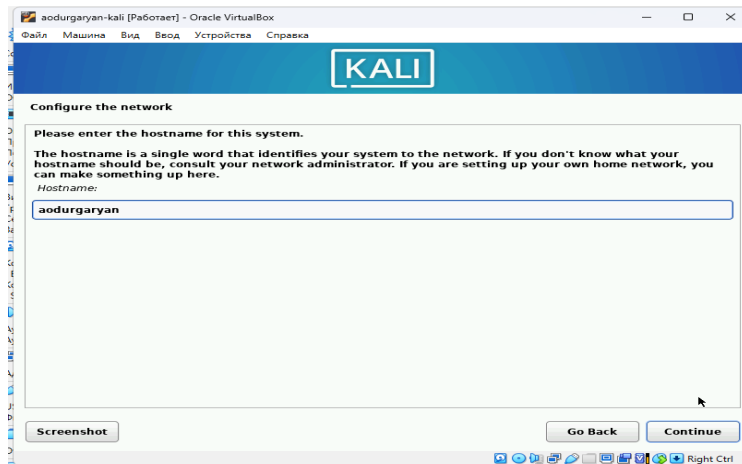 aodurgaryan-kali [Работает] - Oracle VirtualBox
Файл Машина Вид Ввод Устройства Справка
KALI
Configure the network
Please enter the hostname for this system.
The hostname is a single word that identifies your system to the network. If you don't know what your
hostname should be, consult your network administrator. If you are setting up your own home network, you
can make something up here.
Hostname:
aodurgaryan
Screenshot Go Back Continue
Right Ctrl